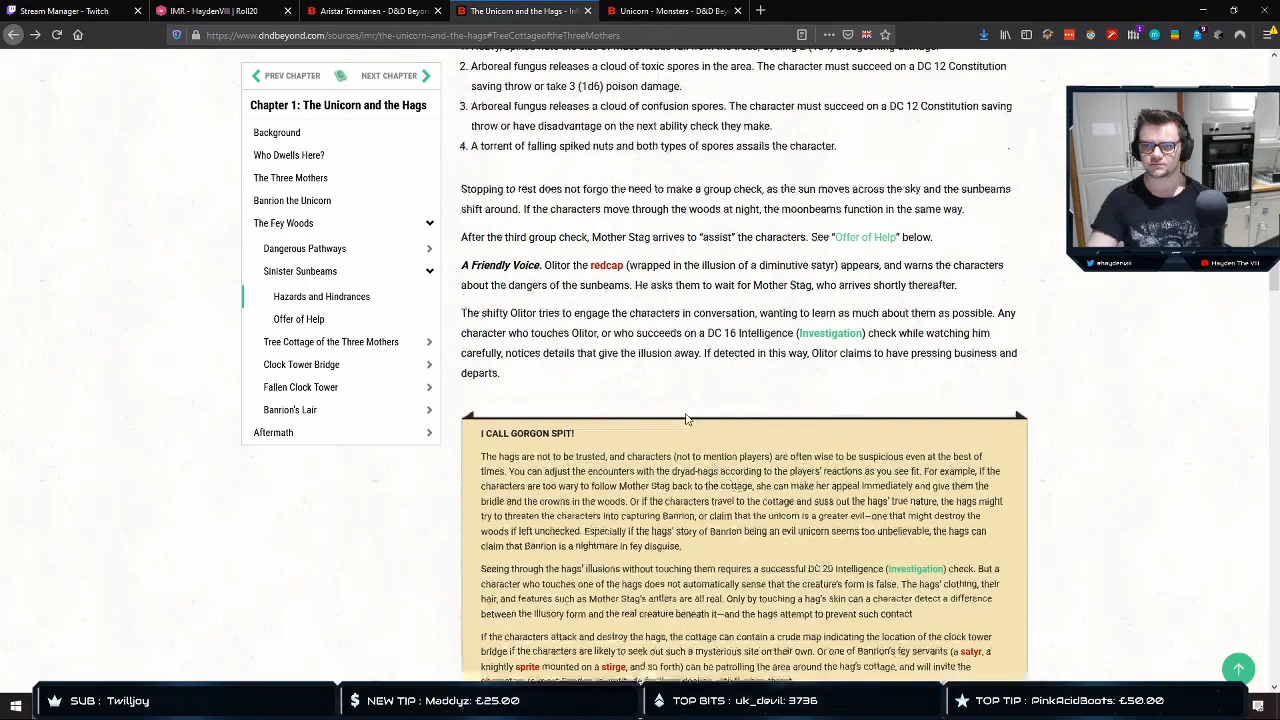 Stream Manager - Twitch
IMR - HaydenVIII | Roll20
Aristar Törmänen - D&D Beyon
The Unicorn and the Hags - Inf
Unicorn - Monsters - D&D Bey
https://www.dndbeyond.com/sources/imr/the-unicorn-and-the-hags#TreeCottageoftheThreeMothers
PREV CHAPTER
NEXT CHAPTER
Chapter 1: The Unicorn and the Hags
Background
Who Dwells Here?
The Three Mothers
Banrion the Unicorn
The Fey Woods
Dangerous Pathways
Sinister Sunbeams
Hazards and Hindrances
Offer of Help
Tree Cottage of the Three Mothers
Clock Tower Bridge
Fallen Clock Tower
Banrion's Lair
Aftermath
2. Arboreal fungus releases a cloud of toxic spores in the area. The character must succeed on a DC 12 Constitution
saving throw or take 3 (1d6) poison damage.
3. Arboreal fungus releases a cloud of confusion spores. The character must succeed on a DC 12 Constitution saving
throw or have disadvantage on the next ability check they make.
4. A torrent of falling spiked nuts and both types of spores assails the character.
Stopping to rest does not forgo the need to make a group check, as the sun moves across the sky and the sunbeams
shift around. If the characters move through the woods at night, the moonbeams function in the same way.
After the third group check, Mother Stag arrives to “assist” the characters. See “Offer of Help” below.
A Friendly Voice. Olitor the redcap (wrapped in the illusion of a diminutive satyr) appears, and warns the characters
about the dangers of the sunbeams. He asks them to wait for Mother Stag, who arrives shortly thereafter.
The shifty Olitor tries to engage the characters in conversation, wanting to learn as much about them as possible. Any
character who touches Olitor, or who succeeds on a DC 16 Intelligence (Investigation) check while watching him
carefully, notices details that give the illusion away. If detected in this way, Olitor claims to have pressing business and
departs.
I CALL GORGON SPIT!
The hags are not to be trusted, and characters (not to mention players) are often wise to be suspicious even at the best of
times. You can adjust the encounters with the dryad-hags according to the players' reactions as you see fit. For example, if the
characters are too wary to follow Mother Stag back to the cottage, she can make her appeal immediately and give them the
bridle and the crowns in the woods. Or if the characters travel to the cottage and suss out the hags' true nature, the hags might
try to threaten the characters into capturing Banrion, or claim that the unicorn is a greater evil—one that might destroy the
woods if left unchecked. Especially if the hags' story of Banrion being an evil unicorn seems too unbelievable, the hags can
claim that Banrion is a nightmare in fey disguise.
Seeing through the hags' illusions without touching them requires a successful DC 20 Intelligence (Investigation) check. But a
character who touches one of the hags does not automatically sense that the creature's form is false. The hags' clothing, their
hair, and features such as Mother Stag's antlers are all real. Only by touching a hag's skin can a character detect a difference
between the illusory form and the real creature beneath it—and the hags attempt to prevent such contact
If the characters attack and destroy the hags, the cottage can contain a crude map indicating the location of the clock tower
bridge if the characters are likely to seek out such a mysterious site on their own. Or one of Banrion's fey servants (a satyr, a
knightly sprite mounted on a stirge, and so forth) can be patrolling the area around the hag's cottage, and will invite the
ehaydenviii
Hayden The VIII
SUB : Twilljoy
NEW TIP : Maddyz: £25.00
TOP BITS : uk_devil: 3736
TOP TIP : PinkAcidBoots: £50.00